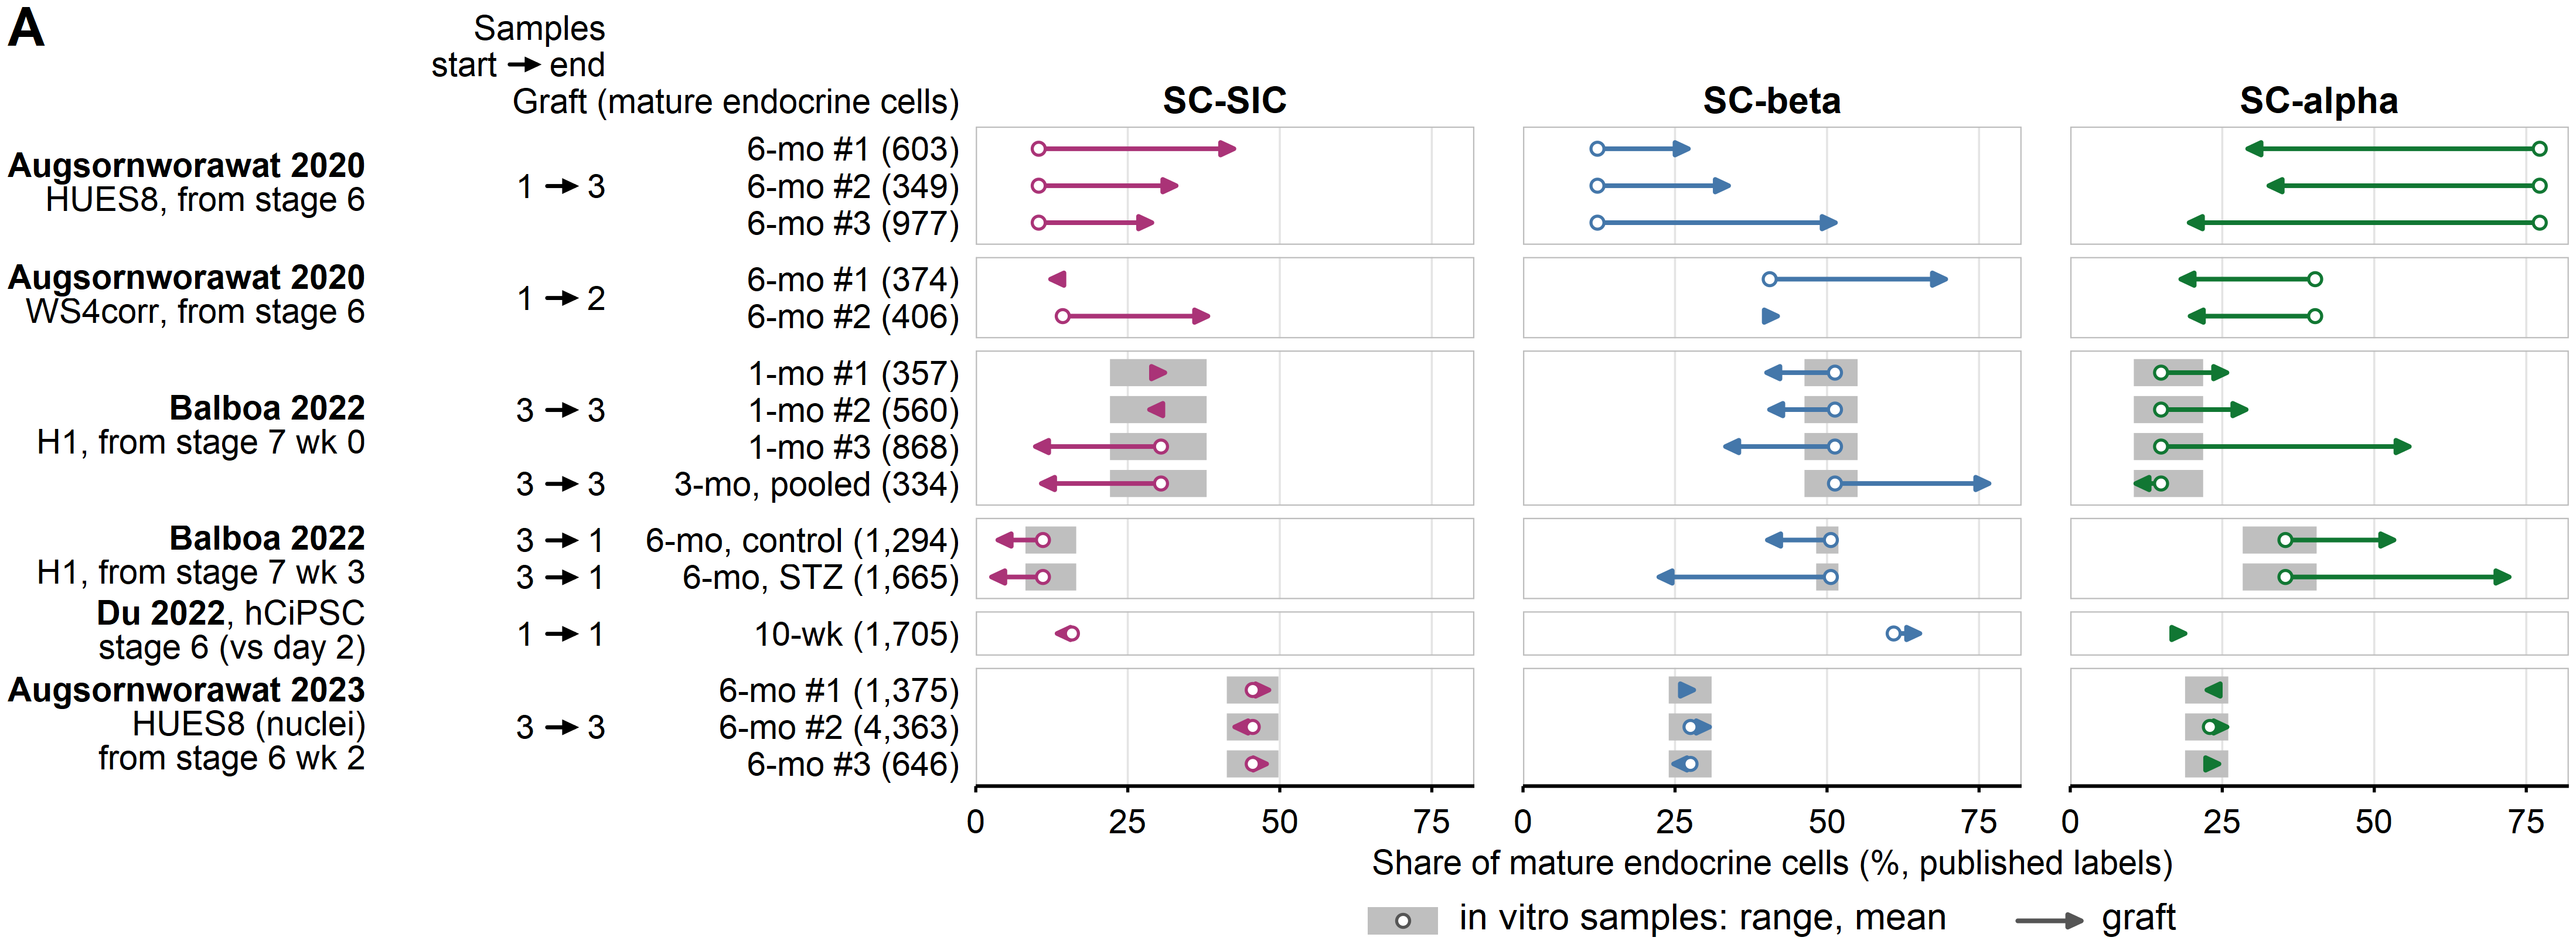 A
Samples
start → end
Graft (mature endocrine cells)
SC-SIC
SC-beta
SC-alpha
Augsornworawat 2020
HUES8, from stage 6
1 → 3
6-mo #1 (603)
6-mo #2 (349)
6-mo #3 (977)
Augsornworawat 2020
WS4corr, from stage 6
1 → 2
6-mo #1 (374)
6-mo #2 (406)
Balboa 2022
H1, from stage 7 wk 0
3 → 3
1-mo #1 (357)
1-mo #2 (560)
1-mo #3 (868)
3 → 3
3-mo, pooled (334)
Balboa 2022
H1, from stage 7 wk 3
3 → 1
6-mo, control (1,294)
3 → 1
6-mo, STZ (1,665)
Du 2022, hCiPSC
stage 6 (vs day 2)
1 → 1
10-wk (1,705)
Augsornworawat 2023
HUES8 (nuclei)
from stage 6 wk 2
3 → 3
6-mo #1 (1,375)
6-mo #2 (4,363)
6-mo #3 (646)
0 25 50 75
0 25 50 75
0 25 50 75
Share of mature endocrine cells (%, published labels)
in vitro samples: range, mean
graft